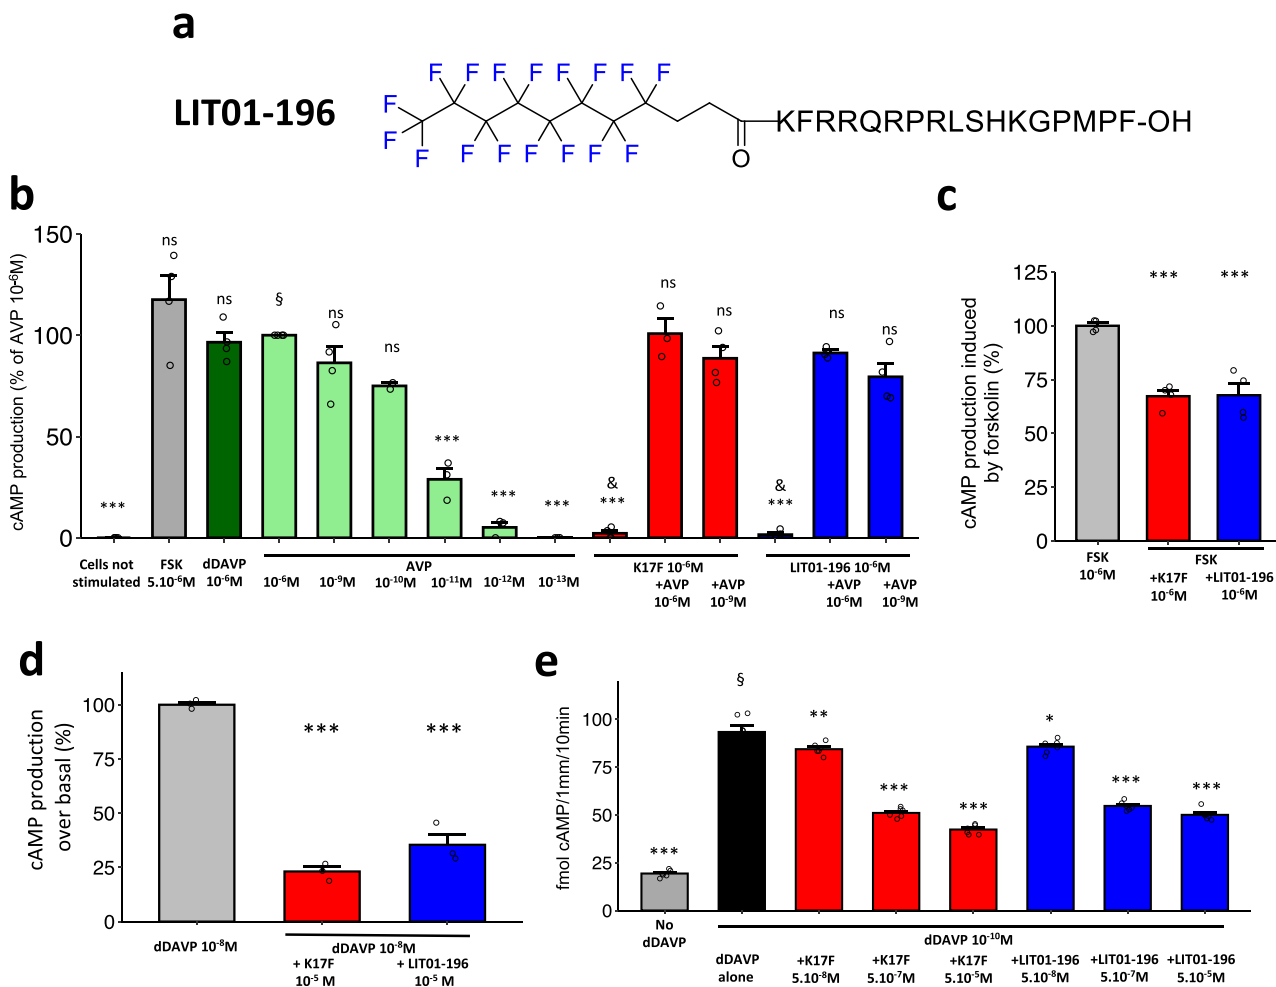 a
LIT01-196
F F F F F F F F
F
F
F F F F F F F
O
KFRRQRPRLSHKGPMPF-OH
b
cAMP production (% of AVP 10-6M)
150
100
50
0
ns
ns
§
ns
ns
***
***
***
***
&
***
ns
ns
&
***
ns
ns
Cells not stimulated
FSK 5.10-6M
dDAVP 10-6M
AVP
10-6M 10-9M 10-10M 10-11M 10-12M 10-13M
K17F 10-6M
+AVP 10-6M
+AVP 10-9M
LIT01-196 10-6M
+AVP 10-6M
+AVP 10-9M
c
cAMP production induced
by forskolin (%)
125
100
75
50
25
0
*** ***
FSK 10-6M
FSK
+K17F 10-6M
+LIT01-196 10-6M
d
cAMP production
over basal (%)
100
75
50
25
0
*** ***
dDAVP 10-8M
dDAVP 10-8M
+ K17F 10-5 M
+ LIT01-196 10-5 M
e
fmol cAMP/1mm/10min
100
75
50
25
0
***
§
**
***
***
*
***
***
No dDAVP
dDAVP 10-10M
dDAVP alone
+K17F 5.10-8M
+K17F 5.10-7M
+K17F 5.10-5M
+LIT01-196 5.10-8M
+LIT01-196 5.10-7M
+LIT01-196 5.10-5M